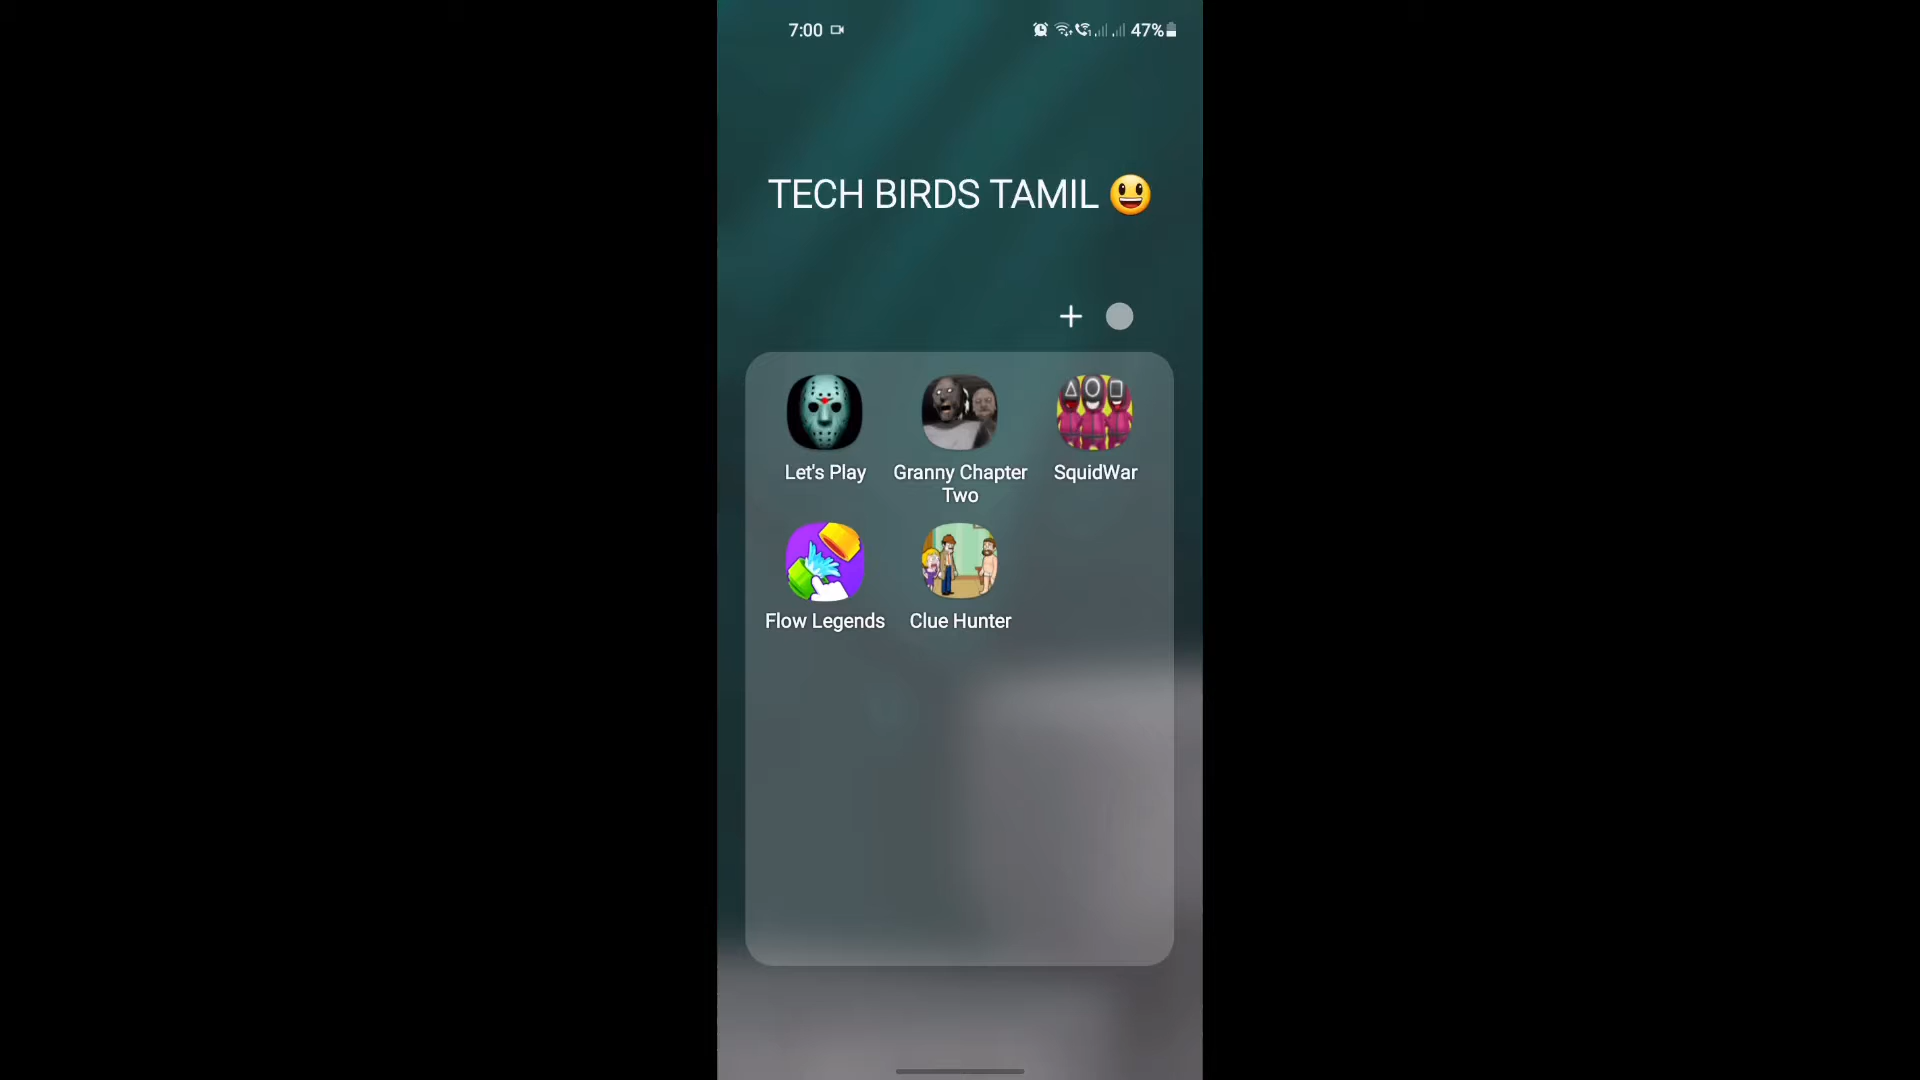 7:00
47%
TECH BIRDS TAMIL 😃
Let's Play
Granny Chapter
Two
SquidWar
Flow Legends
Clue Hunter